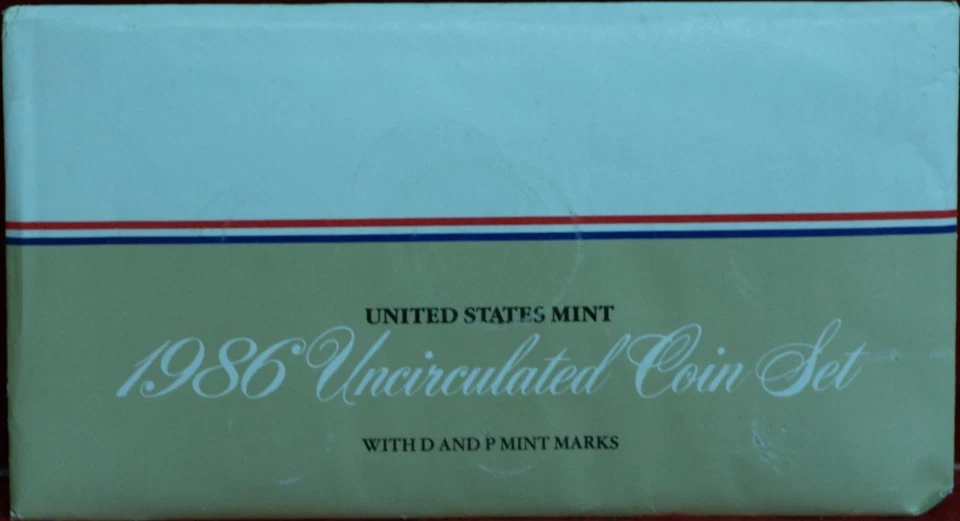 UNITED STATES MINT
1986 Uncirculated Coin Set
WITH D AND P MINT MARKS